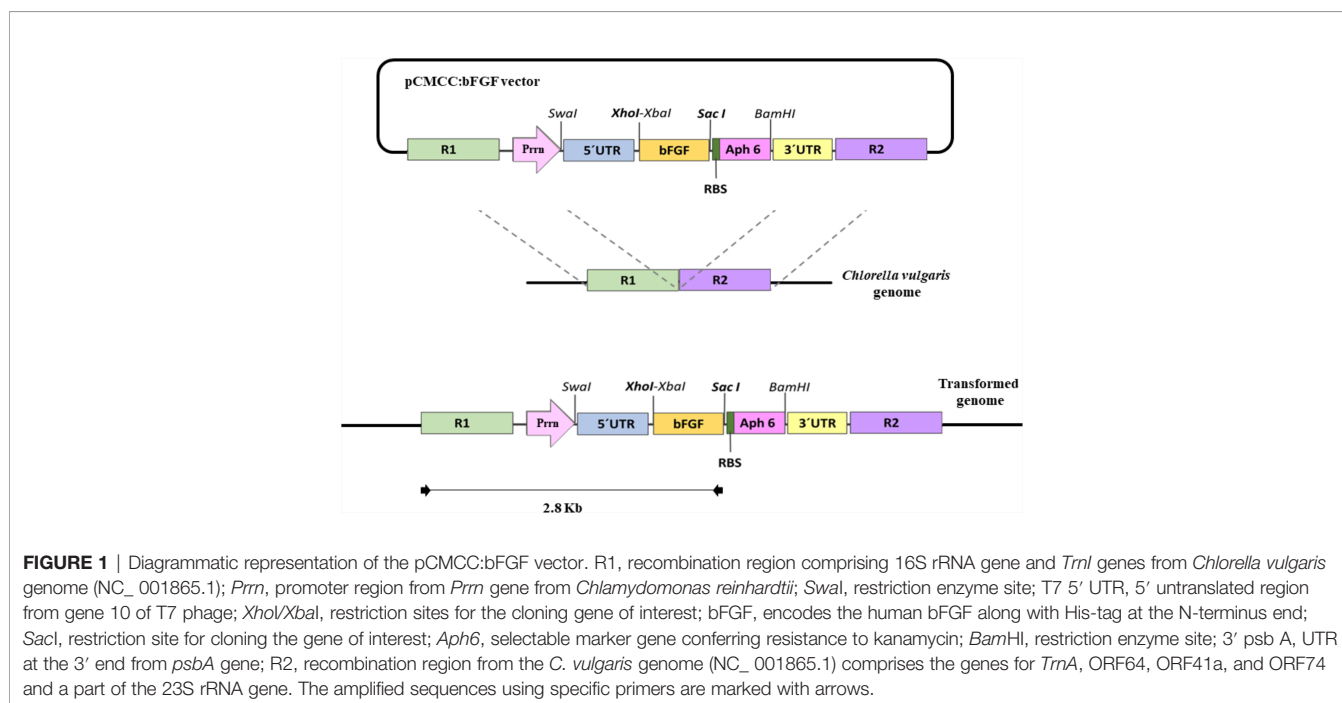 pCMCC:bFGF vector
SwaI XhoI-XbaI Sac I BamHI
R1 Prrn 5´UTR bFGF Aph 6 3´UTR R2
RBS
R1 R2
Chlorella vulgaris
genome
Transformed
genome
SwaI XhoI-XbaI Sac I BamHI
R1 Prrn 5´UTR bFGF Aph 6 3´UTR R2
RBS
2.8 Kb
FIGURE 1 | Diagrammatic representation of the pCMCC:bFGF vector. R1, recombination region comprising 16S rRNA gene and TrnI genes from Chlorella vulgaris
genome (NC_ 001865.1); Prrn, promoter region from Prrn gene from Chlamydomonas reinhardtii; SwaI, restriction enzyme site; T7 5′ UTR, 5′ untranslated region
from gene 10 of T7 phage; XhoI/XbaI, restriction sites for the cloning gene of interest; bFGF, encodes the human bFGF along with His-tag at the N-terminus end;
SacI, restriction site for cloning the gene of interest; Aph6, selectable marker gene conferring resistance to kanamycin; BamHI, restriction enzyme site; 3′ psb A, UTR
at the 3′ end from psbA gene; R2, recombination region from the C. vulgaris genome (NC_ 001865.1) comprises the genes for TrnA, ORF64, ORF41a, and ORF74
and a part of the 23S rRNA gene. The amplified sequences using specific primers are marked with arrows.